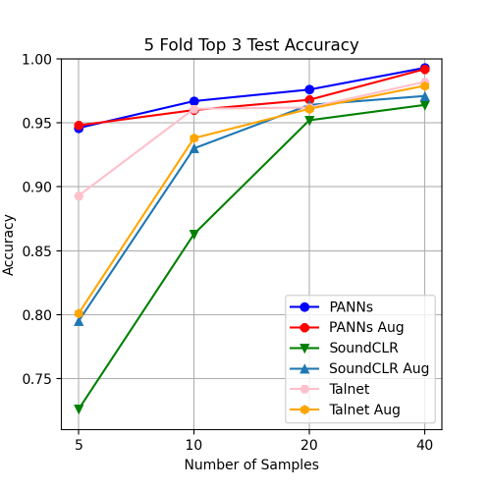 5 Fold Top 3 Test Accuracy
1.00
0.95
0.90
0.85
0.80
0.75
Accuracy
5 10 20 40
Number of Samples
PANNs
PANNs Aug
SoundCLR
SoundCLR Aug
Talnet
Talnet Aug